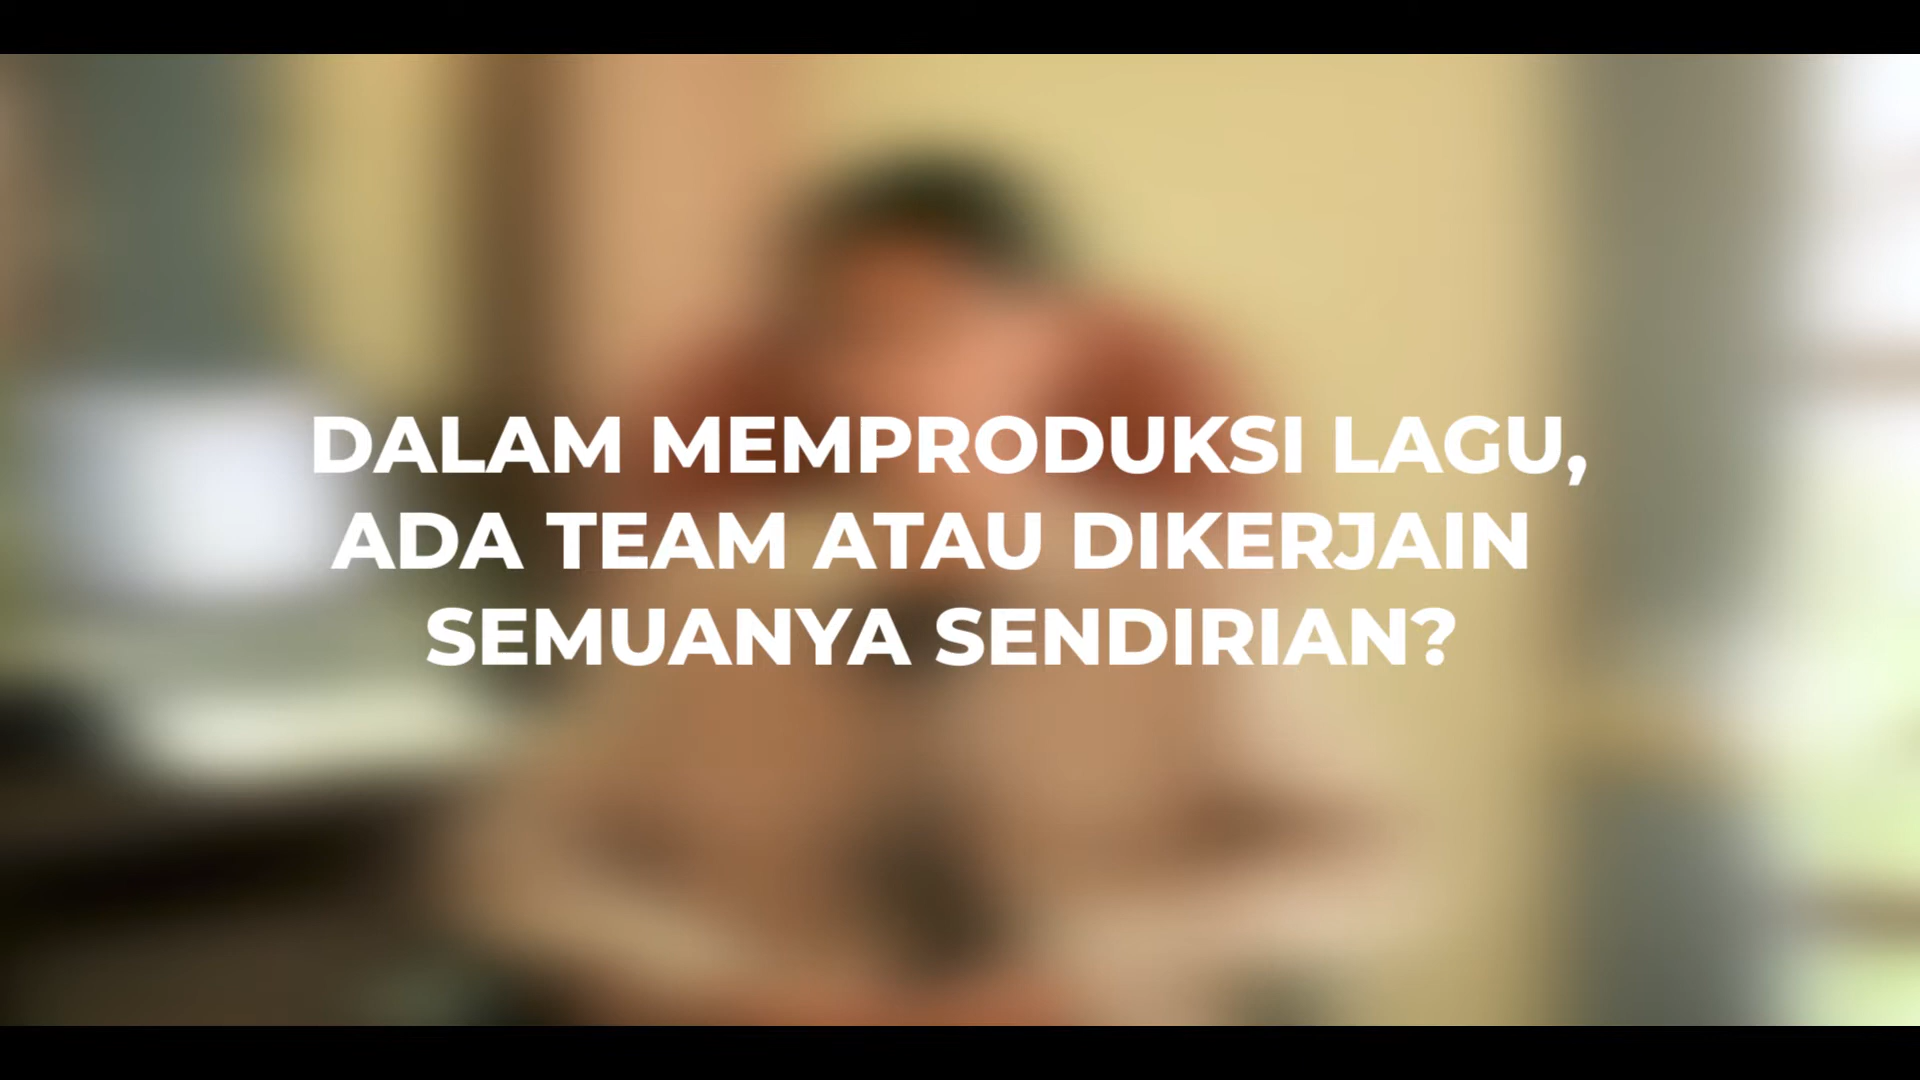 DALAM MEMPRODUKSI LAGU,
ADA TEAM ATAU DIKERJAIN
SEMUANYA SENDIRIAN?